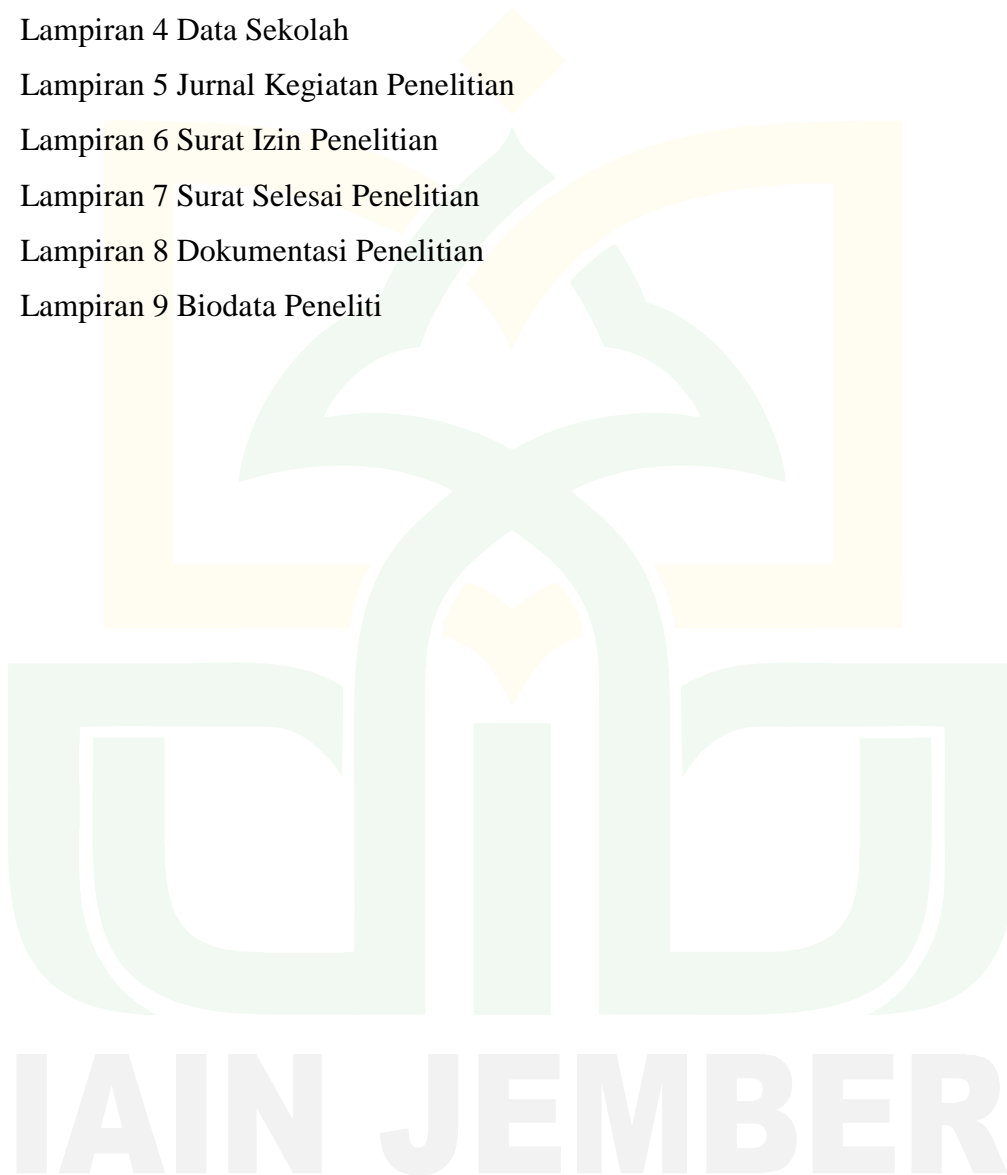 Lampiran 4 Data Sekolah
Lampiran 5 Jurnal Kegiatan Penelitian
Lampiran 6 Surat Izin Penelitian
Lampiran 7 Surat Selesai Penelitian
Lampiran 8 Dokumentasi Penelitian
Lampiran 9 Biodata Peneliti
IAIN JEMBER